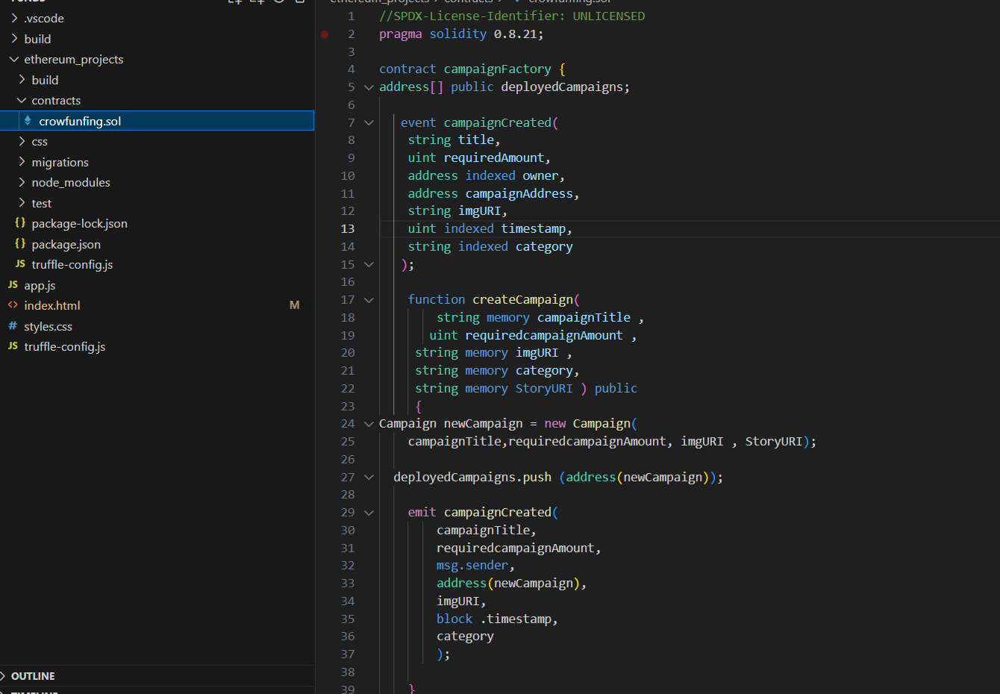 .vscode
build
ethereum_projects
build
contracts
crowfunfing.sol
css
migrations
node_modules
test
{} package-lock.json
{} package.json
JS truffle-config.js
JS app.js
<> index.html M
# styles.css
JS truffle-config.js
OUTLINE
1 //SPDX-License-Identifier: UNLICENSED
2 pragma solidity 0.8.21;
3
4 contract campaignFactory {
5 address[] public deployedCampaigns;
6
7 event campaignCreated(
8 string title,
9 uint requiredAmount,
10 address indexed owner,
11 address campaignAddress,
12 string imgURI,
13 uint indexed timestamp,
14 string indexed category
15 );
16
17 function createCampaign(
18 string memory campaignTitle ,
19 uint requiredcampaignAmount ,
20 string memory imgURI ,
21 string memory category,
22 string memory StoryURI ) public
23 {
24 Campaign newCampaign = new Campaign(
25 campaignTitle,requiredcampaignAmount, imgURI , StoryURI);
26
27 deployedCampaigns.push (address(newCampaign));
28
29 emit campaignCreated(
30 campaignTitle,
31 requiredcampaignAmount,
32 msg.sender,
33 address(newCampaign),
34 imgURI,
35 block .timestamp,
36 category
37 );
38
39 }